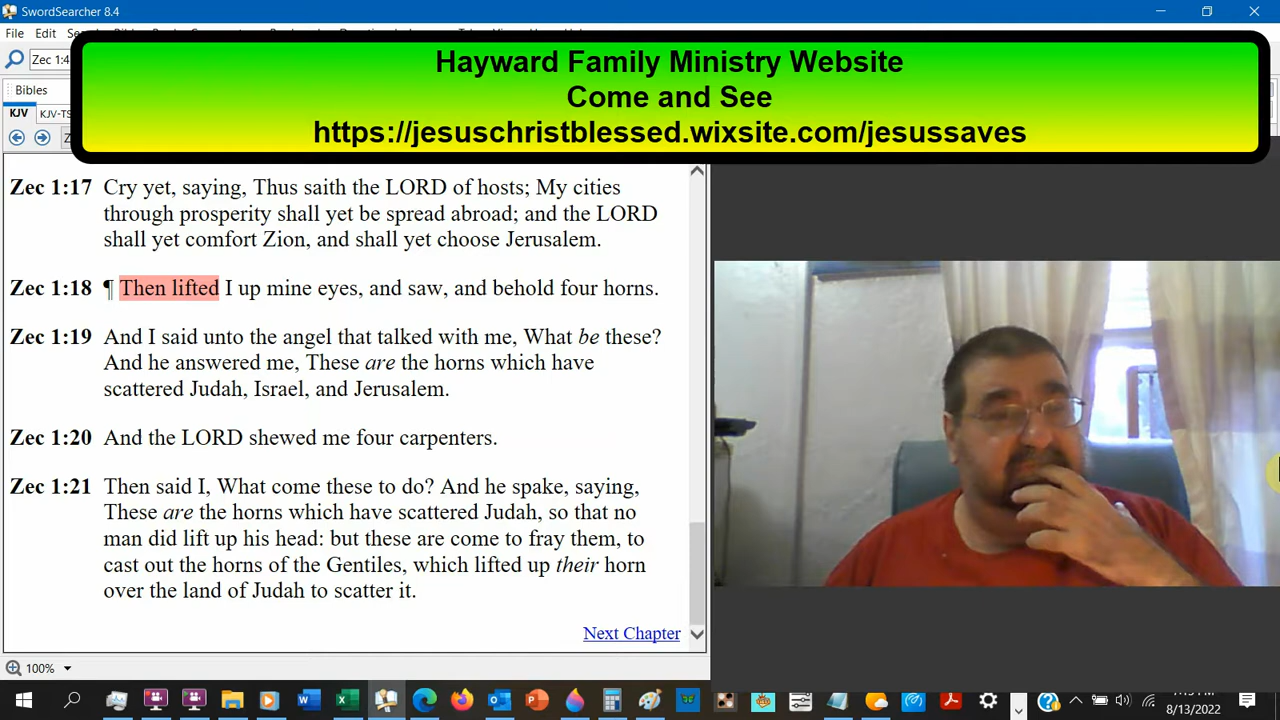 SwordSearcher 8.4
File Edit
Zec 1:4
Hayward Family Ministry Website
Come and See
https://jesuschristblessed.wixsite.com/jesussaves
Bibles
KJV KJV-TS
Zec 1:17 Cry yet, saying, Thus saith the LORD of hosts; My cities
through prosperity shall yet be spread abroad; and the LORD
shall yet comfort Zion, and shall yet choose Jerusalem.
Zec 1:18 ¶ Then lifted I up mine eyes, and saw, and behold four horns.
Zec 1:19 And I said unto the angel that talked with me, What be these?
And he answered me, These are the horns which have
scattered Judah, Israel, and Jerusalem.
Zec 1:20 And the LORD shewed me four carpenters.
Zec 1:21 Then said I, What come these to do? And he spake, saying,
These are the horns which have scattered Judah, so that no
man did lift up his head: but these are come to fray them, to
cast out the horns of the Gentiles, which lifted up their horn
over the land of Judah to scatter it.
Next Chapter
100%
8/13/2022